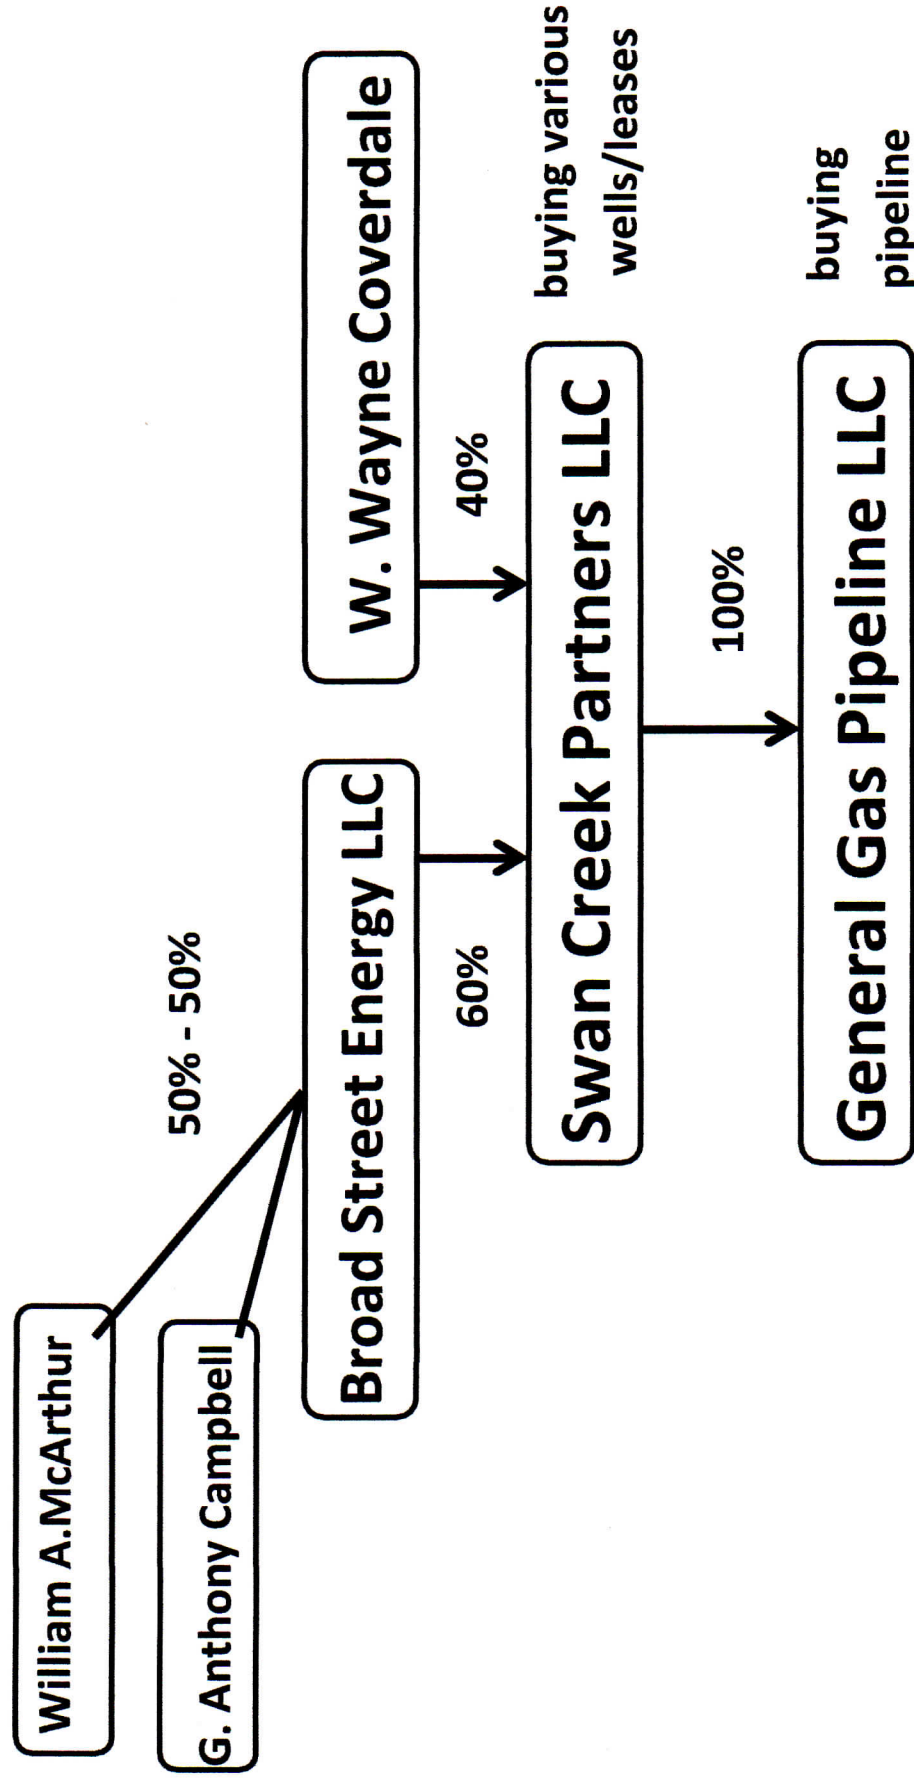 William A.McArthur
G. Anthony Campbell
50% - 50%
Broad Street Energy LLC
W. Wayne Coverdale
60%
40%
Swan Creek Partners LLC
buying various
wells/leases
100%
General Gas Pipeline LLC
buying
pipeline